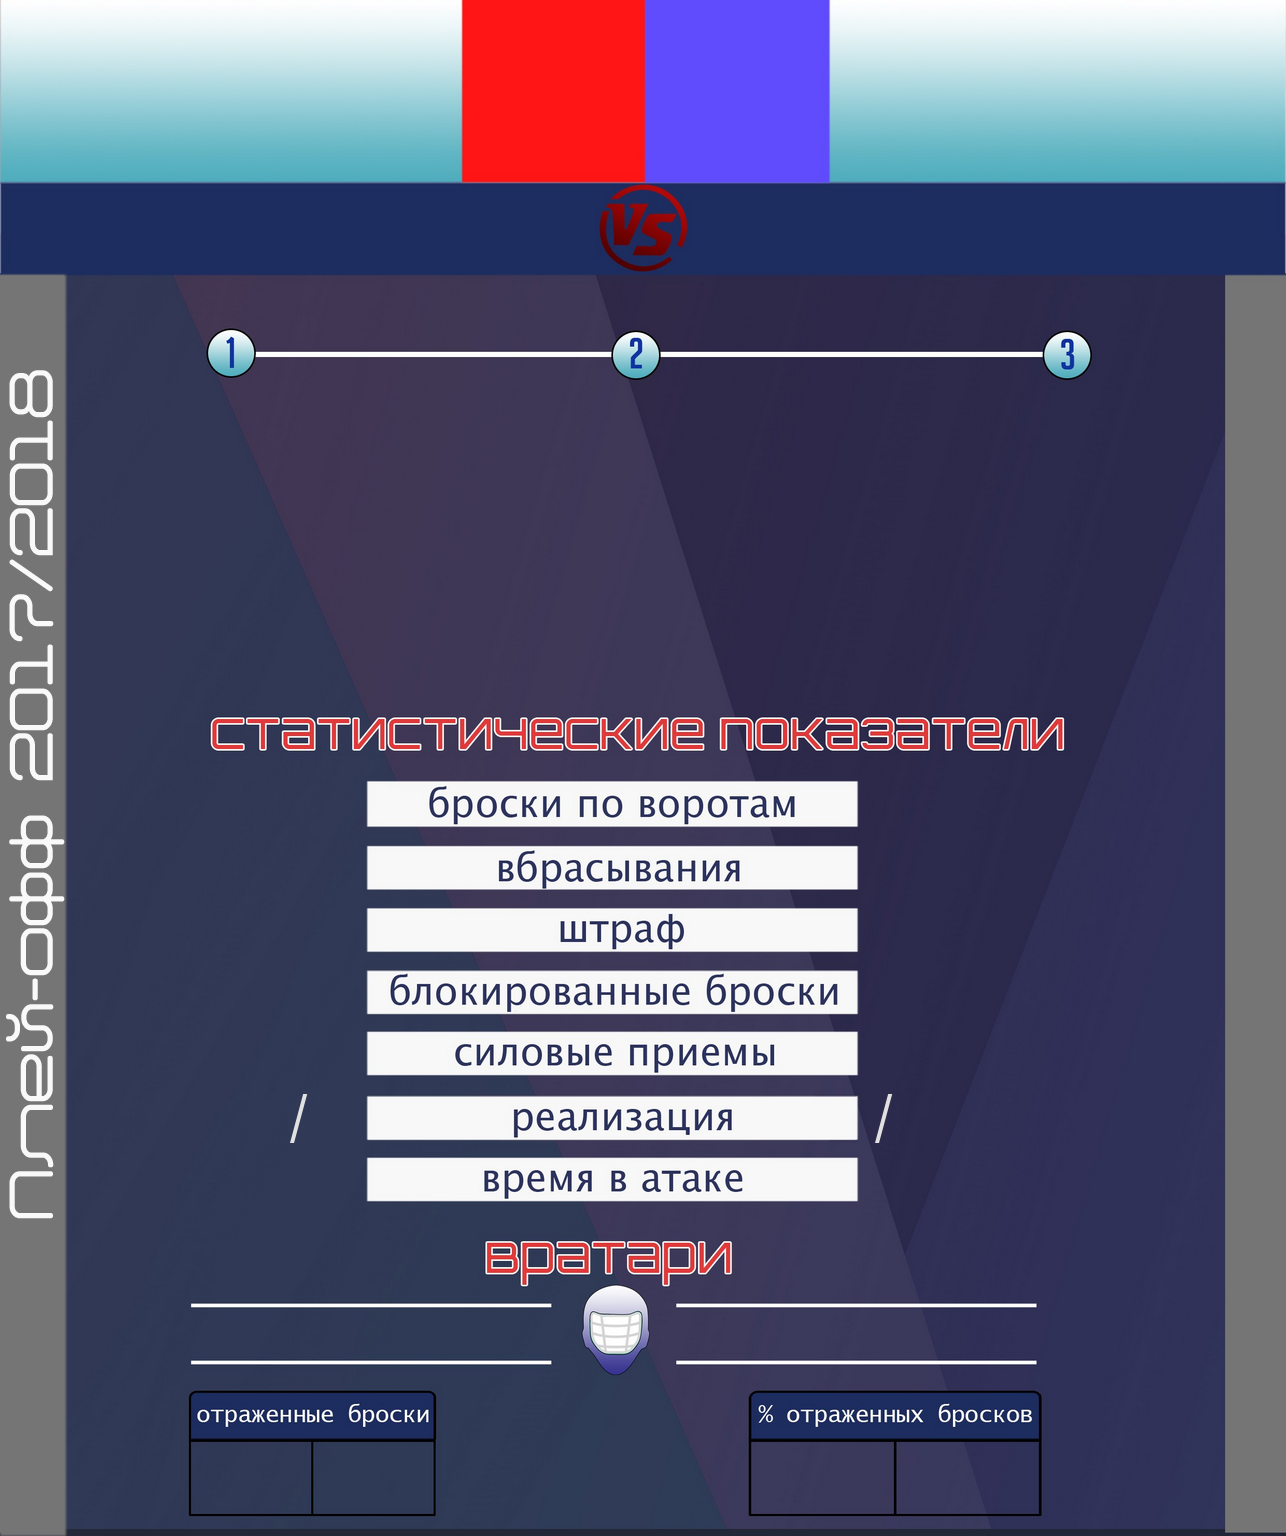 VS
1
2
3
Плей-офф 2017/2018
статистические показатели
броски по воротам
вбрасывания
штраф
блокированные броски
силовые приемы
/ реализация /
время в атаке
вратари
отраженные броски
% отраженных бросков